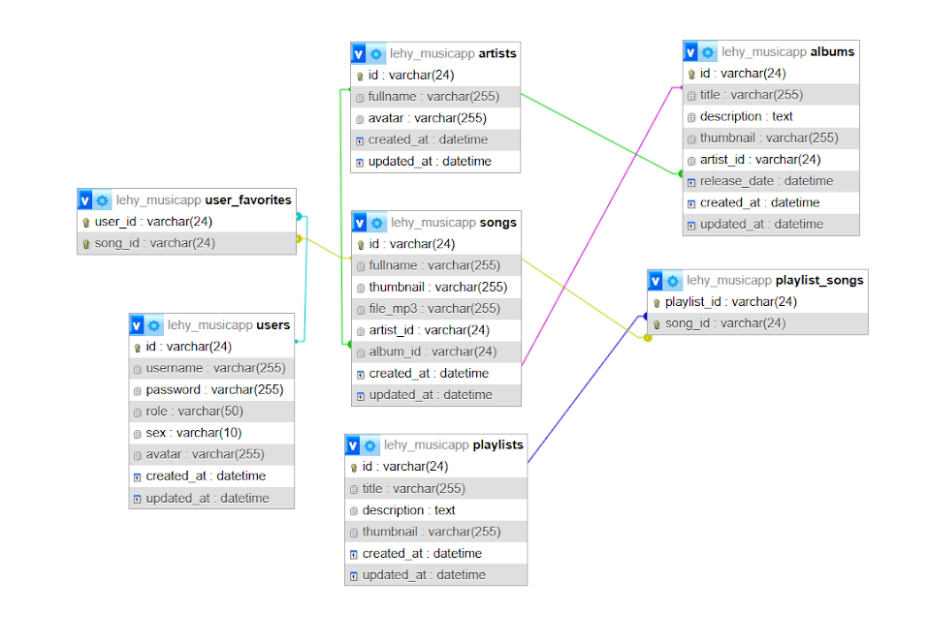 lehy_musicapp artists
id : varchar(24)
fullname : varchar(255)
avatar : varchar(255)
created_at : datetime
updated_at : datetime
lehy_musicapp albums
id : varchar(24)
title : varchar(255)
description : text
thumbnail : varchar(255)
artist_id : varchar(24)
release_date : datetime
created_at : datetime
updated_at : datetime
lehy_musicapp user_favorites
user_id : varchar(24)
song_id : varchar(24)
lehy_musicapp songs
id : varchar(24)
fullname : varchar(255)
thumbnail : varchar(255)
file_mp3 : varchar(255)
artist_id : varchar(24)
album_id : varchar(24)
created_at : datetime
updated_at : datetime
lehy_musicapp playlist_songs
playlist_id : varchar(24)
song_id : varchar(24)
lehy_musicapp users
id : varchar(24)
username : varchar(255)
password : varchar(255)
role : varchar(50)
sex : varchar(10)
avatar : varchar(255)
created_at : datetime
updated_at : datetime
lehy_musicapp playlists
id : varchar(24)
title : varchar(255)
description : text
thumbnail : varchar(255)
created_at : datetime
updated_at : datetime